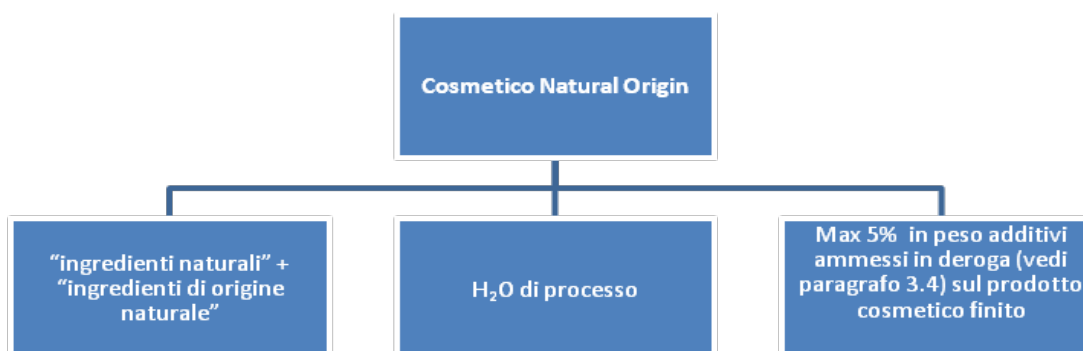 Cosmetico Natural Origin
“ingredienti naturali” +
“ingredienti di origine
naturale”
H₂O di processo
Max 5% in peso additivi
ammessi in deroga (vedi
paragrafo 3.4) sul prodotto
cosmetico finito